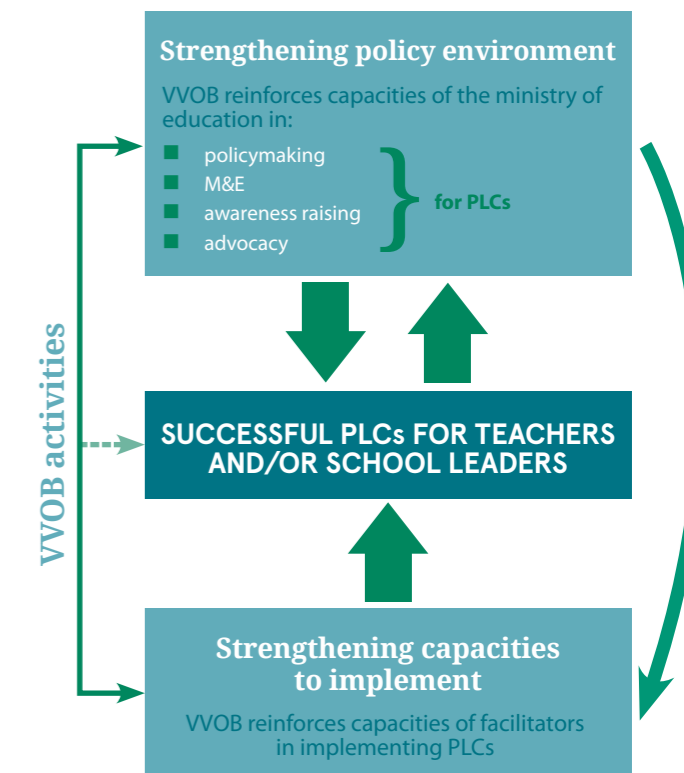 Strengthening policy environment
VVOB reinforces capacities of the ministry of
education in:
policymaking
M&E
awareness raising
advocacy
for PLCs
VVOB activities
SUCCESSFUL PLCs FOR TEACHERS
AND/OR SCHOOL LEADERS
Strengthening capacities
to implement
VVOB reinforces capacities of facilitators
in implementing PLCs